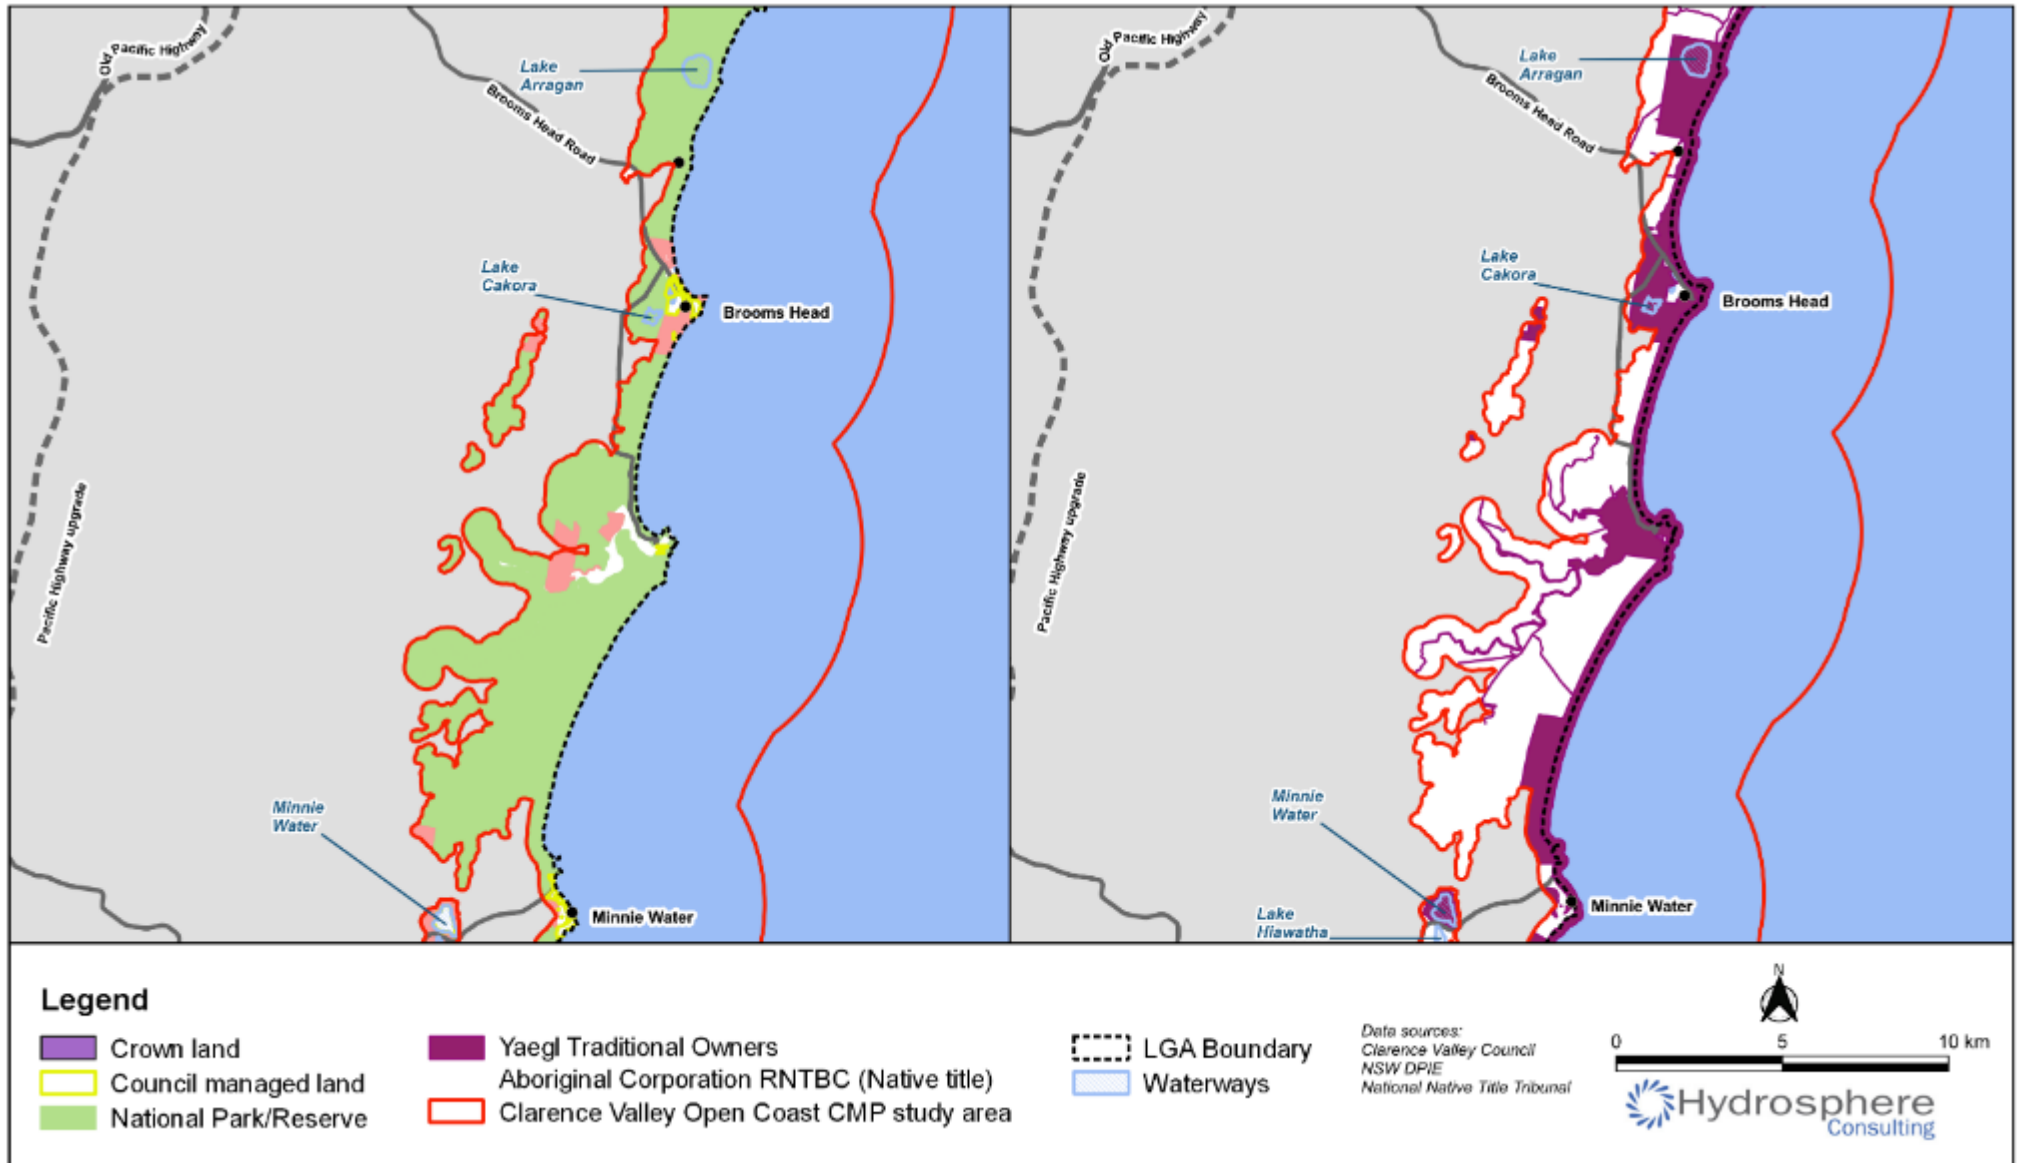 Old Pacific Highway
Lake
Arragan
Brooms Head Road
Lake
Cakora
Brooms Head
Pacific Highway upgrade
Minnie
Water
Minnie Water
Old Pacific Highway
Lake
Arragan
Brooms Head Road
Lake
Cakora
Brooms Head
Pacific Highway upgrade
Minnie
Water
Lake
Hiawatha
Minnie Water
Legend
Crown land
Council managed land
National Park/Reserve
Yaegl Traditional Owners
Aboriginal Corporation RNTBC (Native title)
Clarence Valley Open Coast CMP study area
LGA Boundary
Waterways
Data sources:
Clarence Valley Council
NSW DPIE
National Native Title Tribunal
N
0 5 10 km
Hydrosphere
Consulting